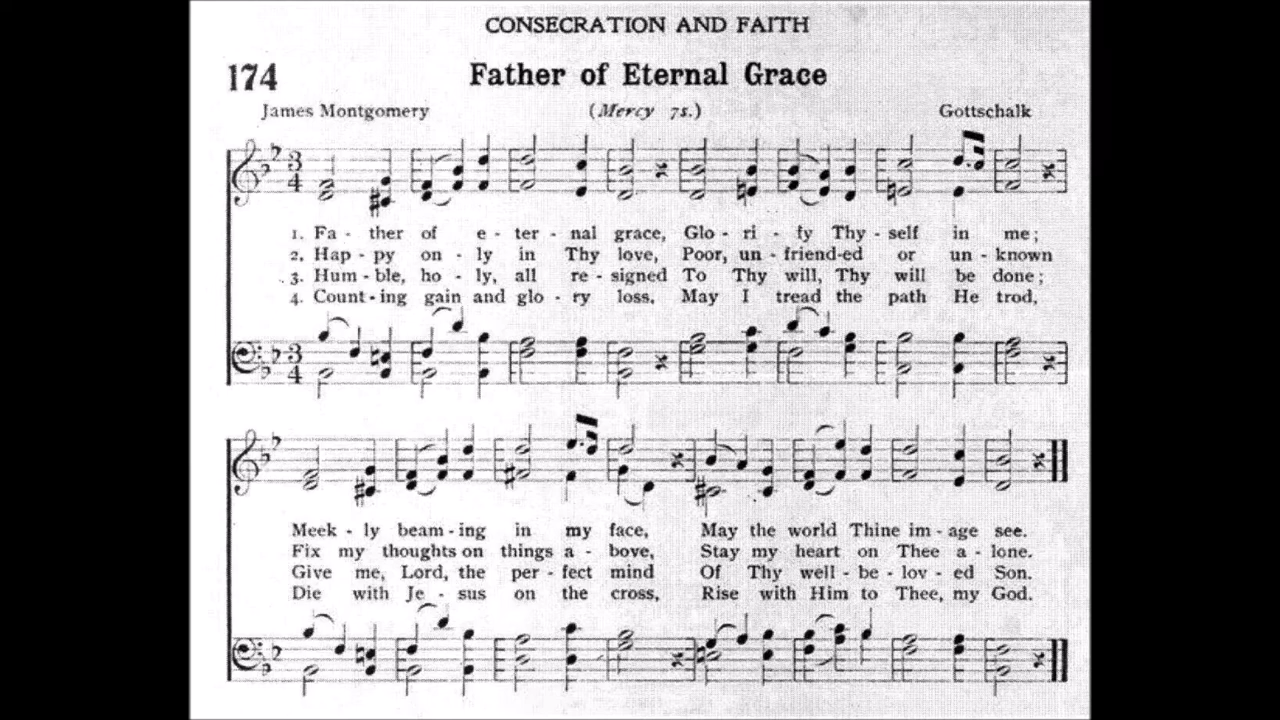 CONSECRATION AND FAITH
174
Father of Eternal Grace
James Montgomery (Mercy 7s.) Gottschalk
1. Fa - ther of e - ter - nal grace, Glo - ri - fy Thy - self in me;
2. Hap - py on - ly in Thy love, Poor, un - friend-ed or un - known
3. Hum - ble, ho - ly, all re - signed To Thy will, Thy will be done;
4. Count - ing gain and glo - ry loss, May I tread the path He trod,
Meek - ly beam - ing in my face, May the world Thine im - age see.
Fix my thoughts on things a - bove, Stay my heart on Thee a - lone.
Give me, Lord, the per - fect mind Of Thy well - be - lov - ed Son.
Die with Je - sus on the cross, Rise with Him to Thee, my God.